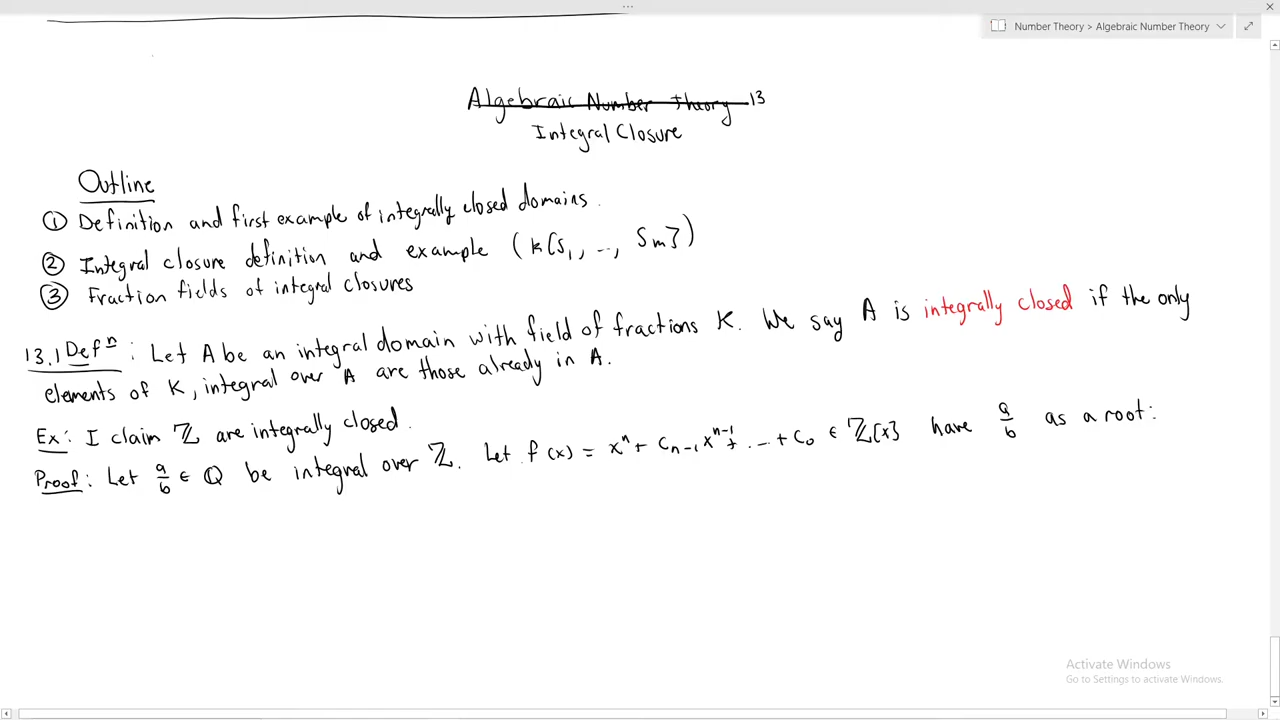 Number Theory > Algebraic Number Theory
Algebraic Number Theory 13
Integral Closure
Outline
① Definition and first example of integrally closed domains.
② Integral closure definition and example (k[S₁, ..., Sₘ])
③ Fraction fields of integral closures
13.1 Defⁿ: Let A be an integral domain with field of fractions K. We say A is integrally closed if the only
elements of K, integral over A are those already in A.
Ex: I claim ℤ are integrally closed.
Proof: Let a/b ∈ ℚ be integral over ℤ. Let f(x) = xⁿ + cₙ₋₁xⁿ⁻¹ + ... + c₀ ∈ ℤ[x] have a/b as a root:
Activate Windows
Go to Settings to activate Windows.